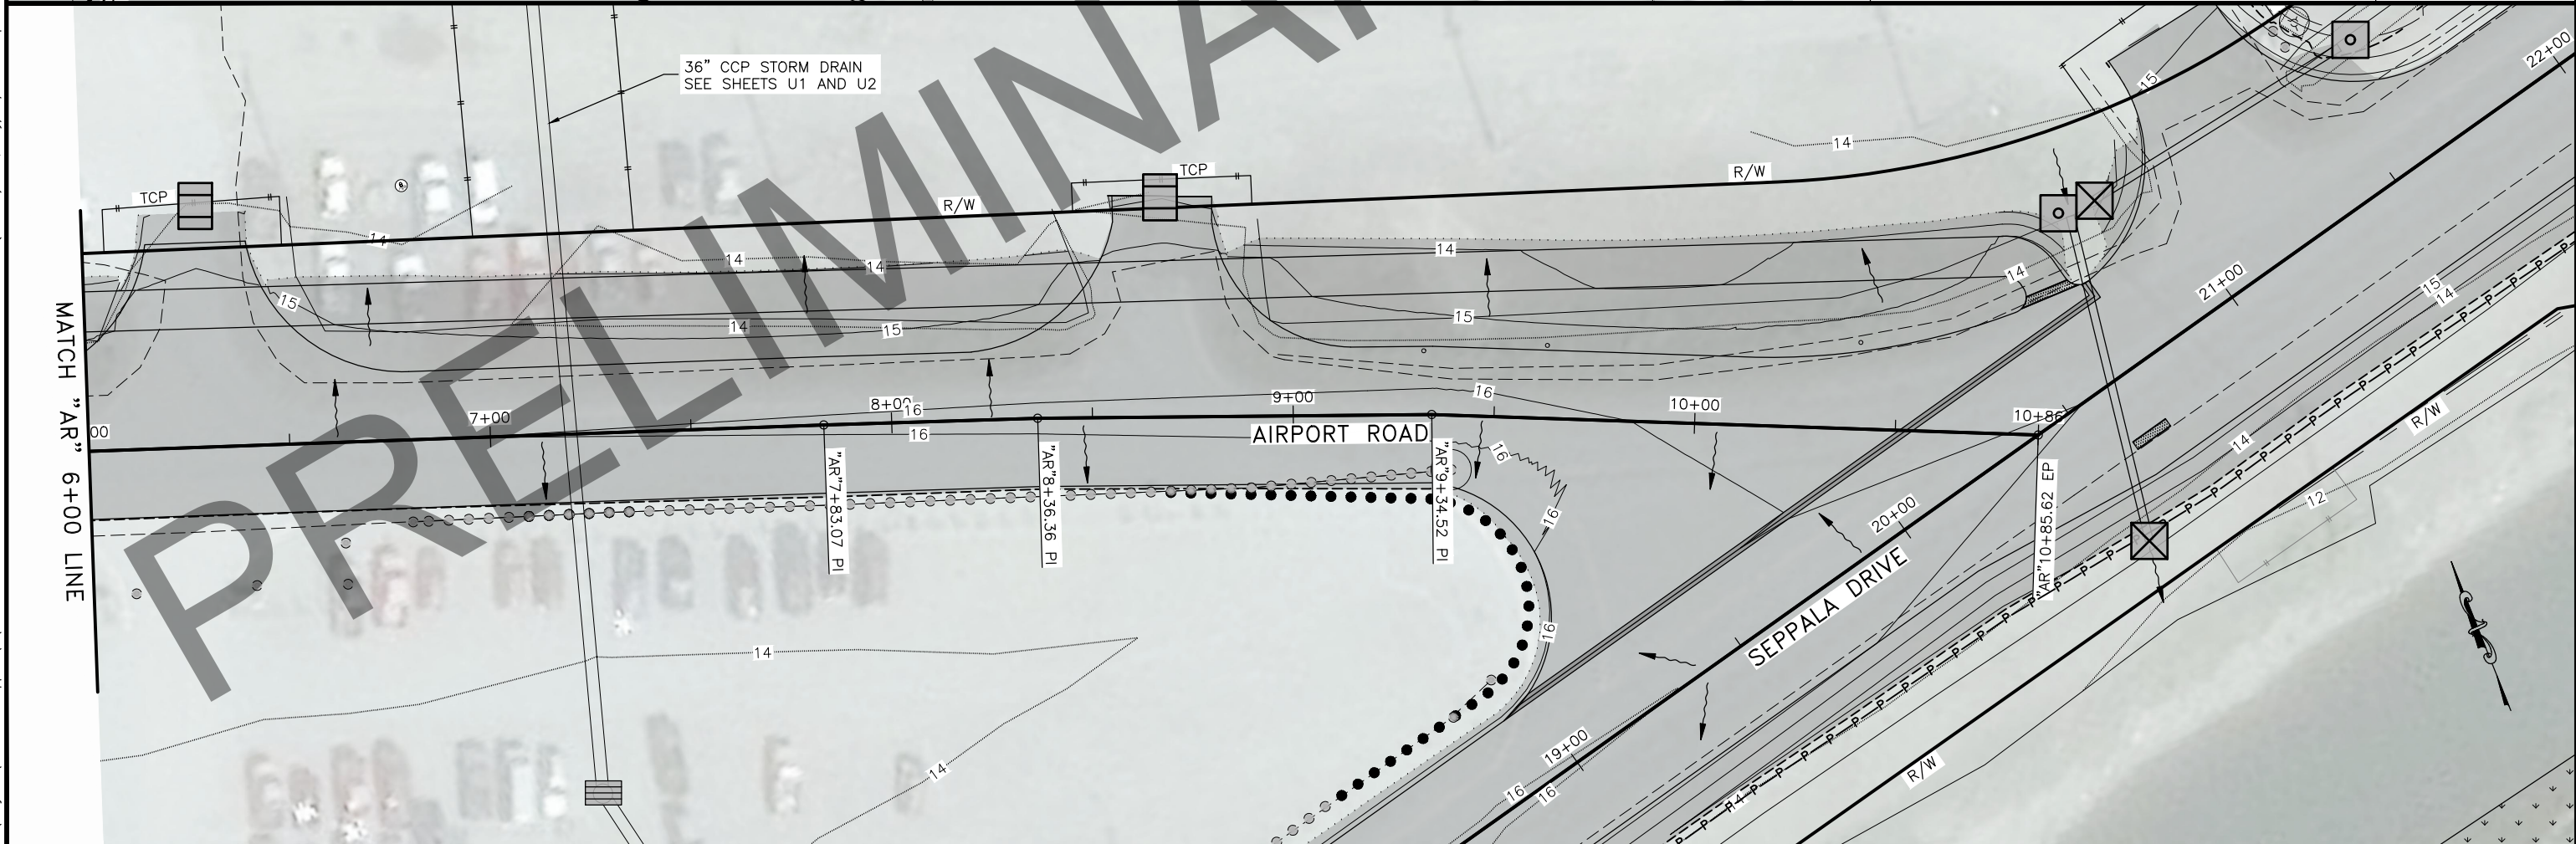 36" CCP STORM DRAIN
SEE SHEETS U1 AND U2
PRELIMINA
22+00
15
14
TCP
TCP
R/W
R/W
14
14
14
14
14
15
14
15
15
14
21+00
15
14
MATCH "AR" 6+00 LINE
00
7+00
8+00
16
16
9+00
16
10+00
10+86
AIRPORT ROAD
16
R/W
14
"AR"7+83.07 PI
"AR"8+36.36 PI
"AR"9+34.52 PI
"AR"10+85.62 EP
12
16
20+00
SEPPALA DRIVE
16
14
19+00
14
16
16
R/W
14
P P P P P P P P P P P P P P P P P P P P P P P P P P P P P P P P P P P